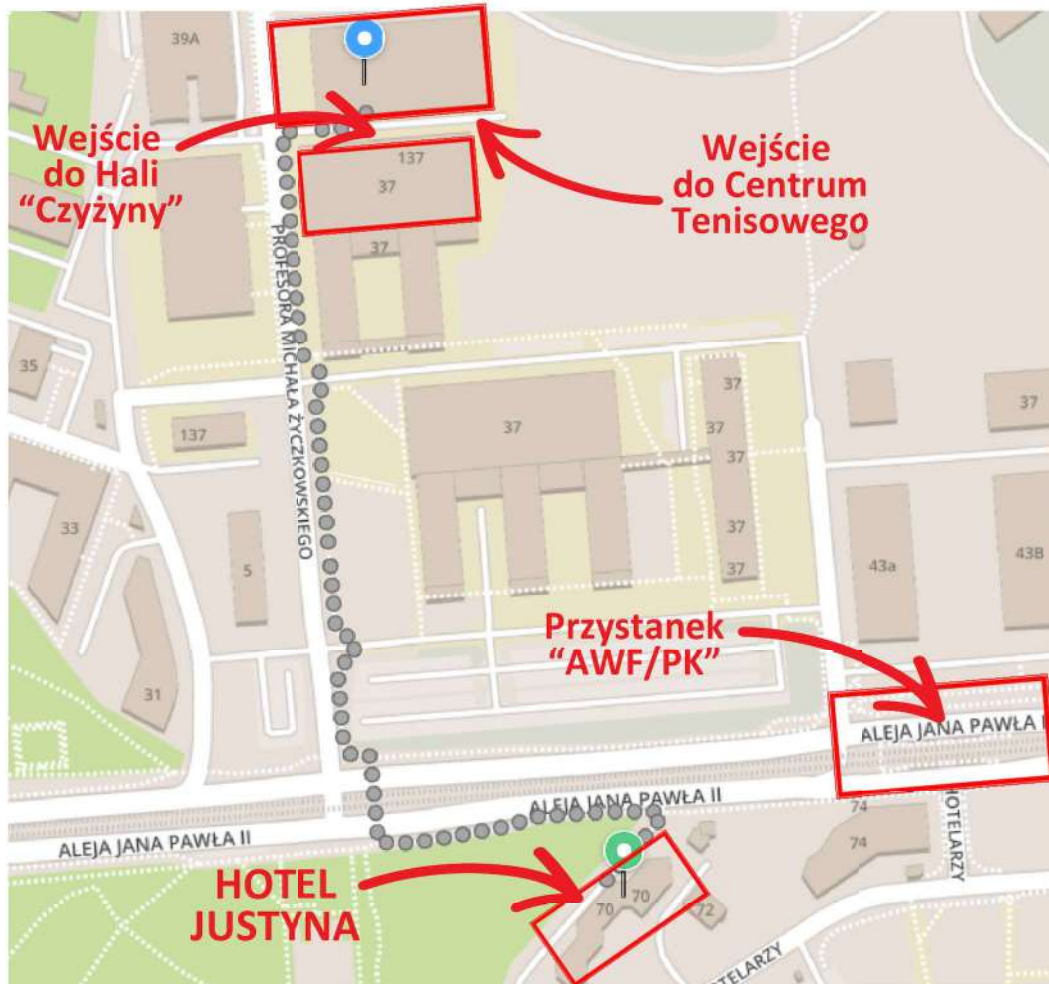 39A
Wejście
do Hali
“Czyżyny”
137
37
Wejście
do Centrum
Tenisowego
37
PROFESORA MICHAŁA ŻYCZKOWSKIEGO
35
137
37
37
37
37
37
37
37
33
5
43a
43B
31
Przystanek
“AWF/PK”
ALEJA JANA PAWŁA I
ALEJA JANA PAWŁA II
ALEJA JANA PAWŁA II
74
74
HOTELARZY
HOTEL
JUSTYNA
70
70
72
OTELARZY